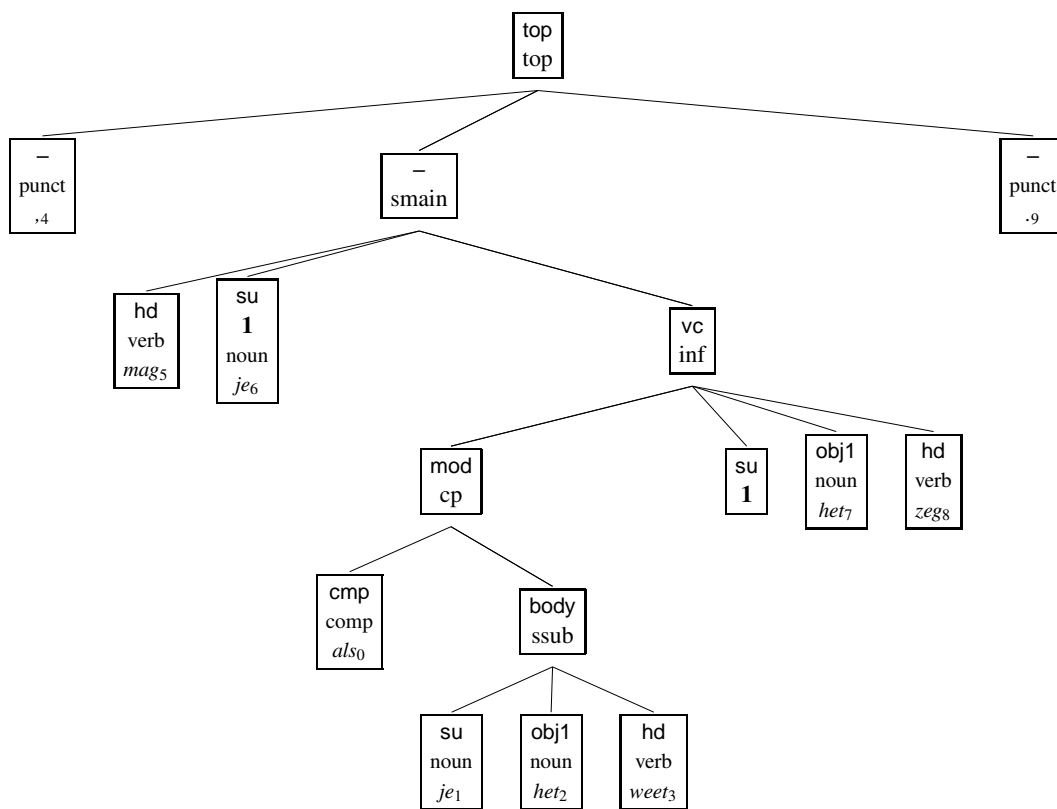 top
top
–
punct
,4
–
smain
–
punct
.9
hd
verb
mag5
su
1
noun
je6
vc
inf
mod
cp
su
1
obj1
noun
het7
hd
verb
zeg8
cmp
comp
als0
body
ssub
su
noun
je1
obj1
noun
het2
hd
verb
weet3